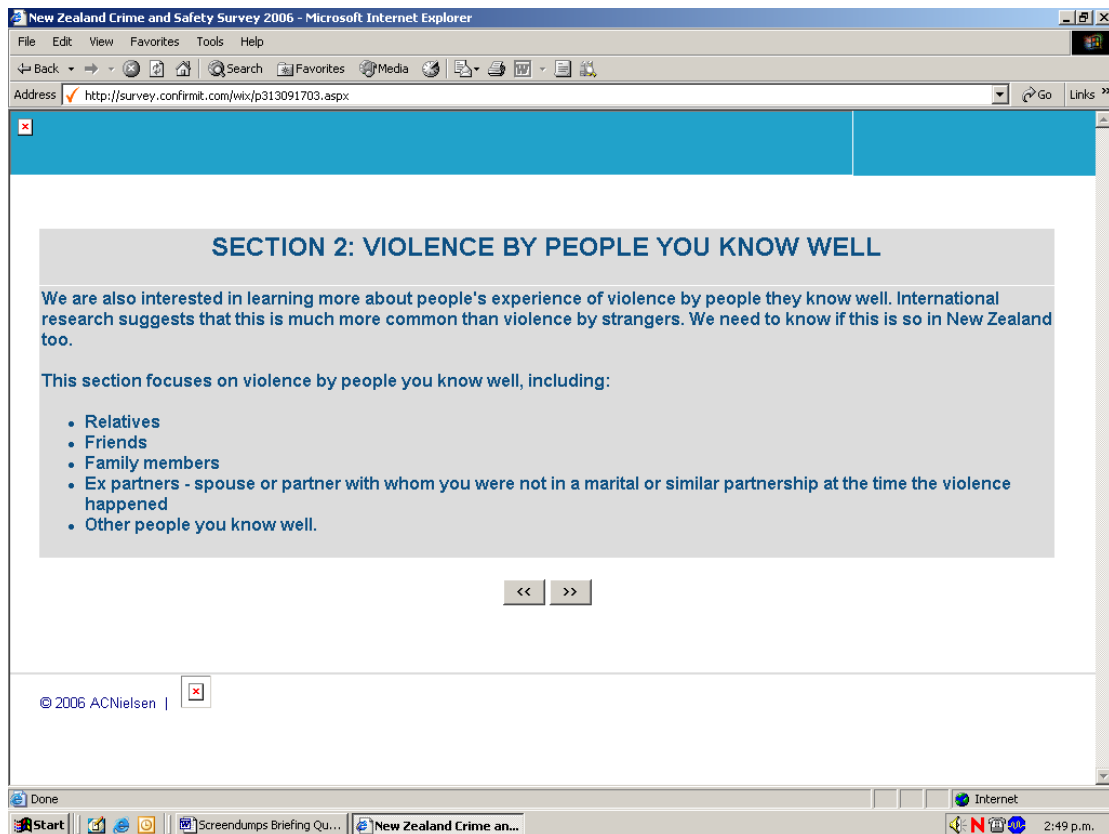 New Zealand Crime and Safety Survey 2006 - Microsoft Internet Explorer
File Edit View Favorites Tools Help
Back Search Favorites Media
Address http://survey.confirmit.com/wix/p313091703.aspx Go Links »
SECTION 2: VIOLENCE BY PEOPLE YOU KNOW WELL
We are also interested in learning more about people's experience of violence by people they know well. International
research suggests that this is much more common than violence by strangers. We need to know if this is so in New Zealand
too.
This section focuses on violence by people you know well, including:
• Relatives
• Friends
• Family members
• Ex partners - spouse or partner with whom you were not in a marital or similar partnership at the time the violence
happened
• Other people you know well.
<< >>
© 2006 ACNielsen |
Done Internet
Start Screendumps Briefing Qu... New Zealand Crime an... N 2:49 p.m.